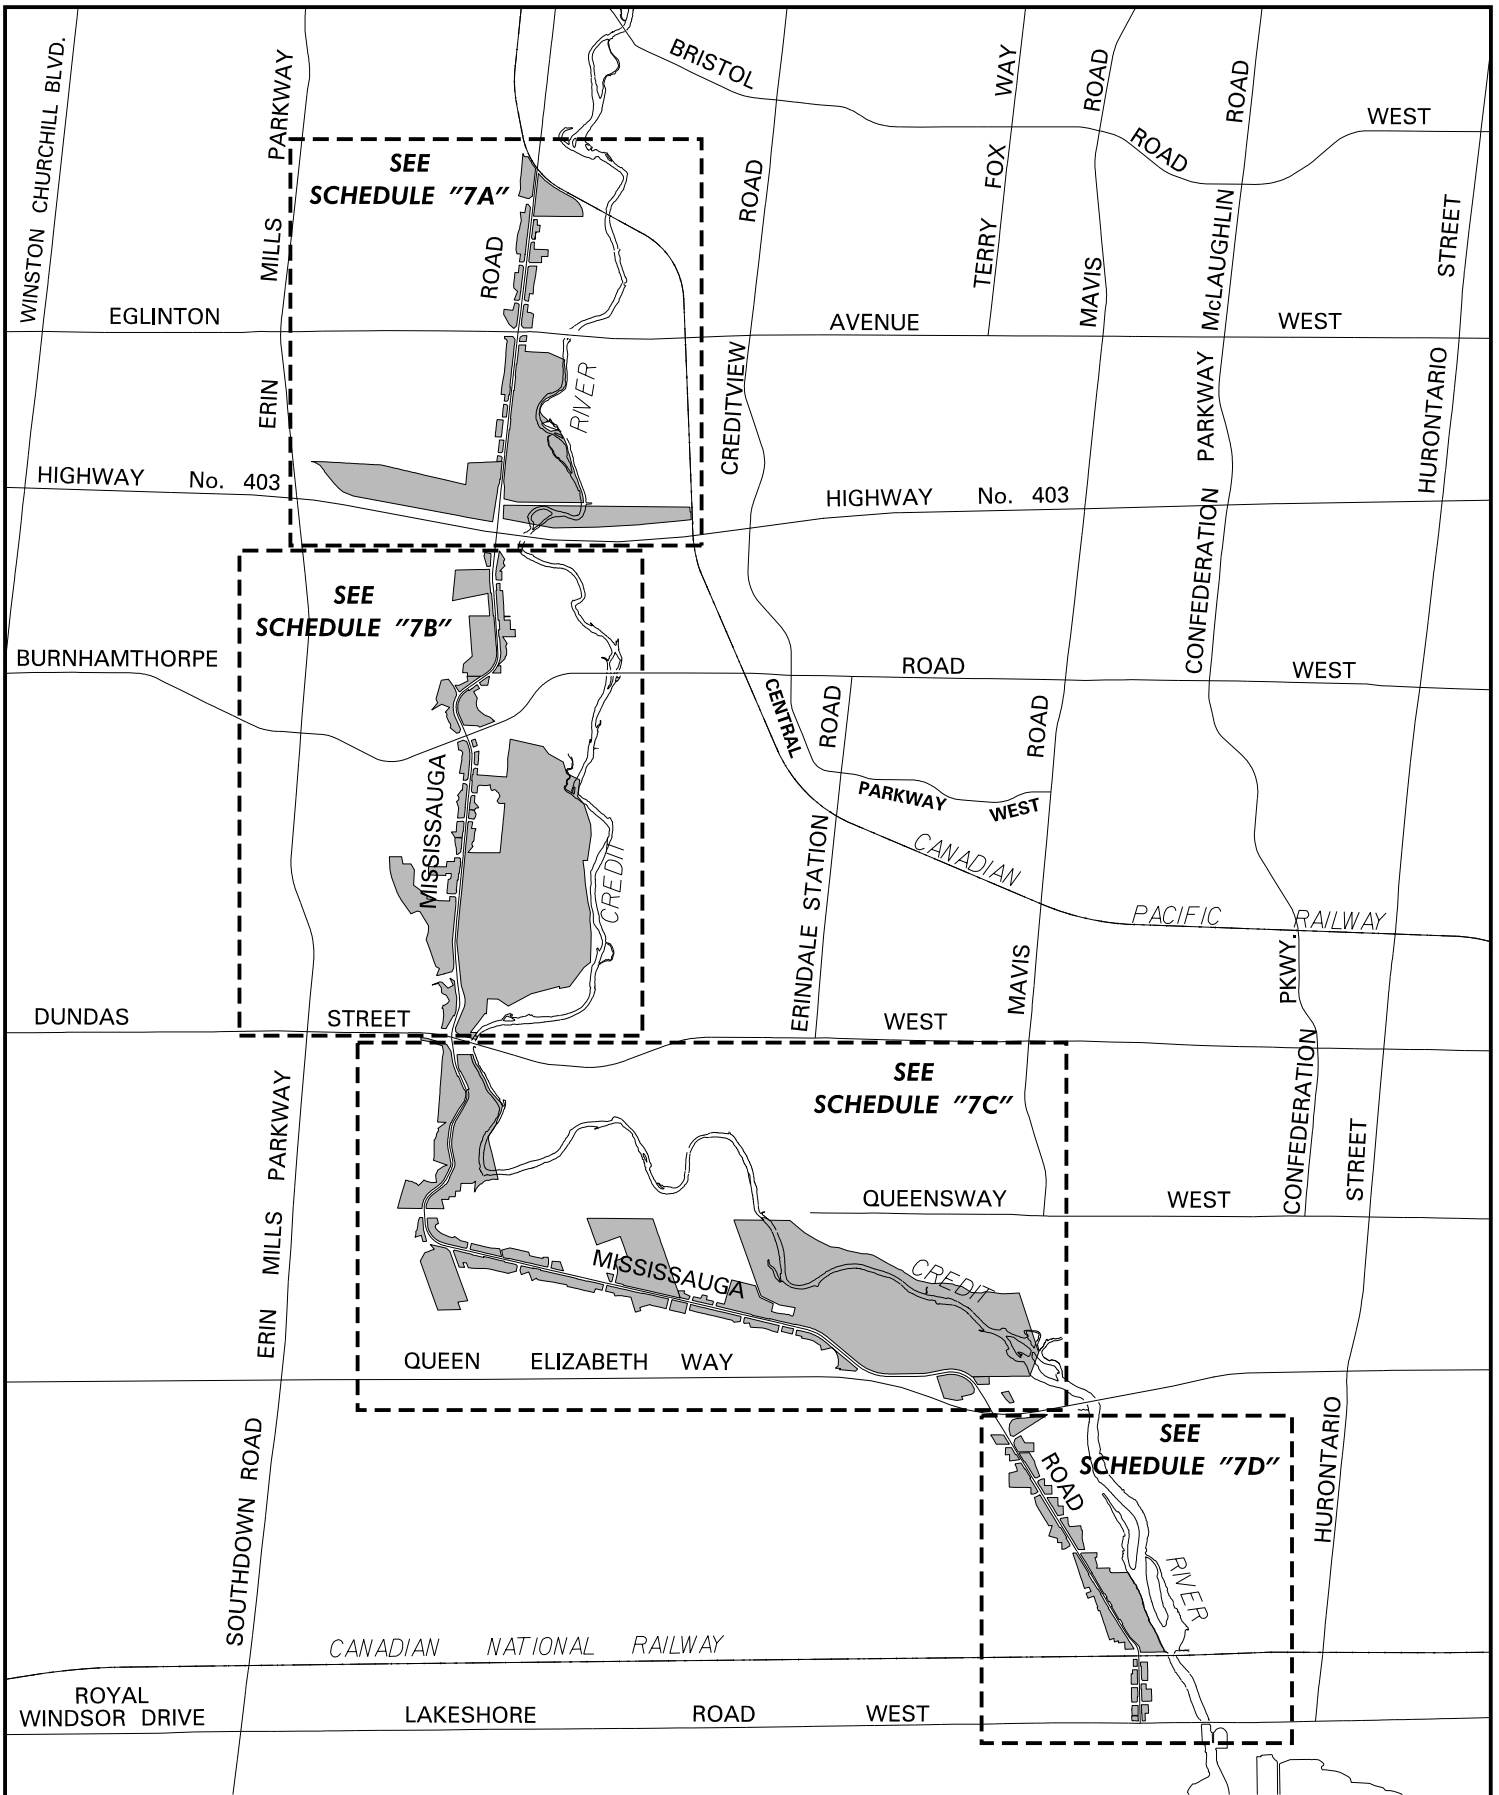 BRISTOL
ROAD
WEST
WINSTON CHURCHILL BLVD.
ERIN MILLS PARKWAY
SEE
SCHEDULE "7A"
ROAD
CREDITVIEW ROAD
TERRY FOX WAY
MAVIS ROAD
McLAUGHLIN ROAD
HURONTARIO STREET
EGLINTON AVENUE WEST
RIVER
CONFEDERATION PARKWAY
HIGHWAY No. 403
HIGHWAY No. 403
SEE
SCHEDULE "7B"
BURNHAMTHORPE ROAD WEST
CENTRAL
PARKWAY
WEST
MISSISSAUGA
CREDIT
ERINDALE STATION ROAD
MAVIS ROAD
CANADIAN
PACIFIC
RAILWAY
CONFEDERATION PKWY.
DUNDAS STREET WEST
SEE
SCHEDULE "7C"
ERIN MILLS PARKWAY
STREET
QUEENSWAY WEST
MISSISSAUGA
CREDIT
QUEEN ELIZABETH WAY
SOUTHDOWN ROAD
SEE
SCHEDULE "7D"
ROAD
HURONTARIO
RIVER
CANADIAN NATIONAL RAILWAY
ROYAL
WINDSOR DRIVE
LAKESHORE ROAD WEST